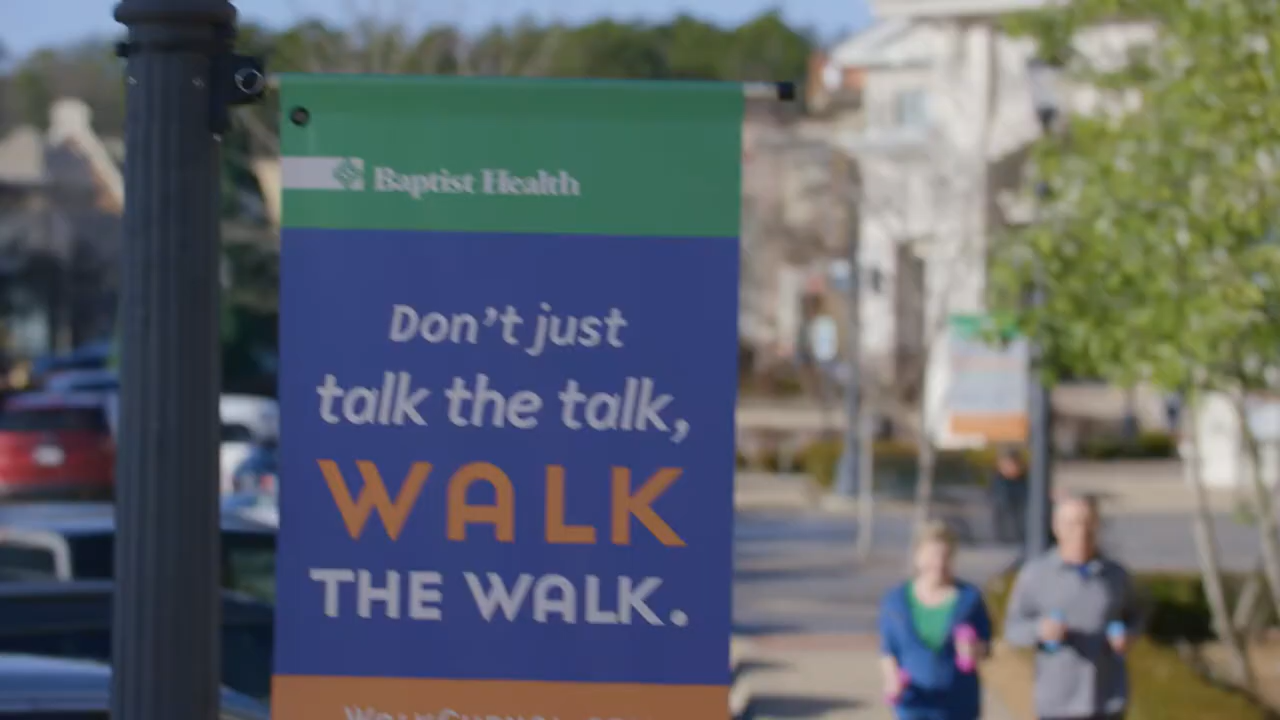 Baptist Health
Don't just
talk the talk,
WALK
THE WALK.